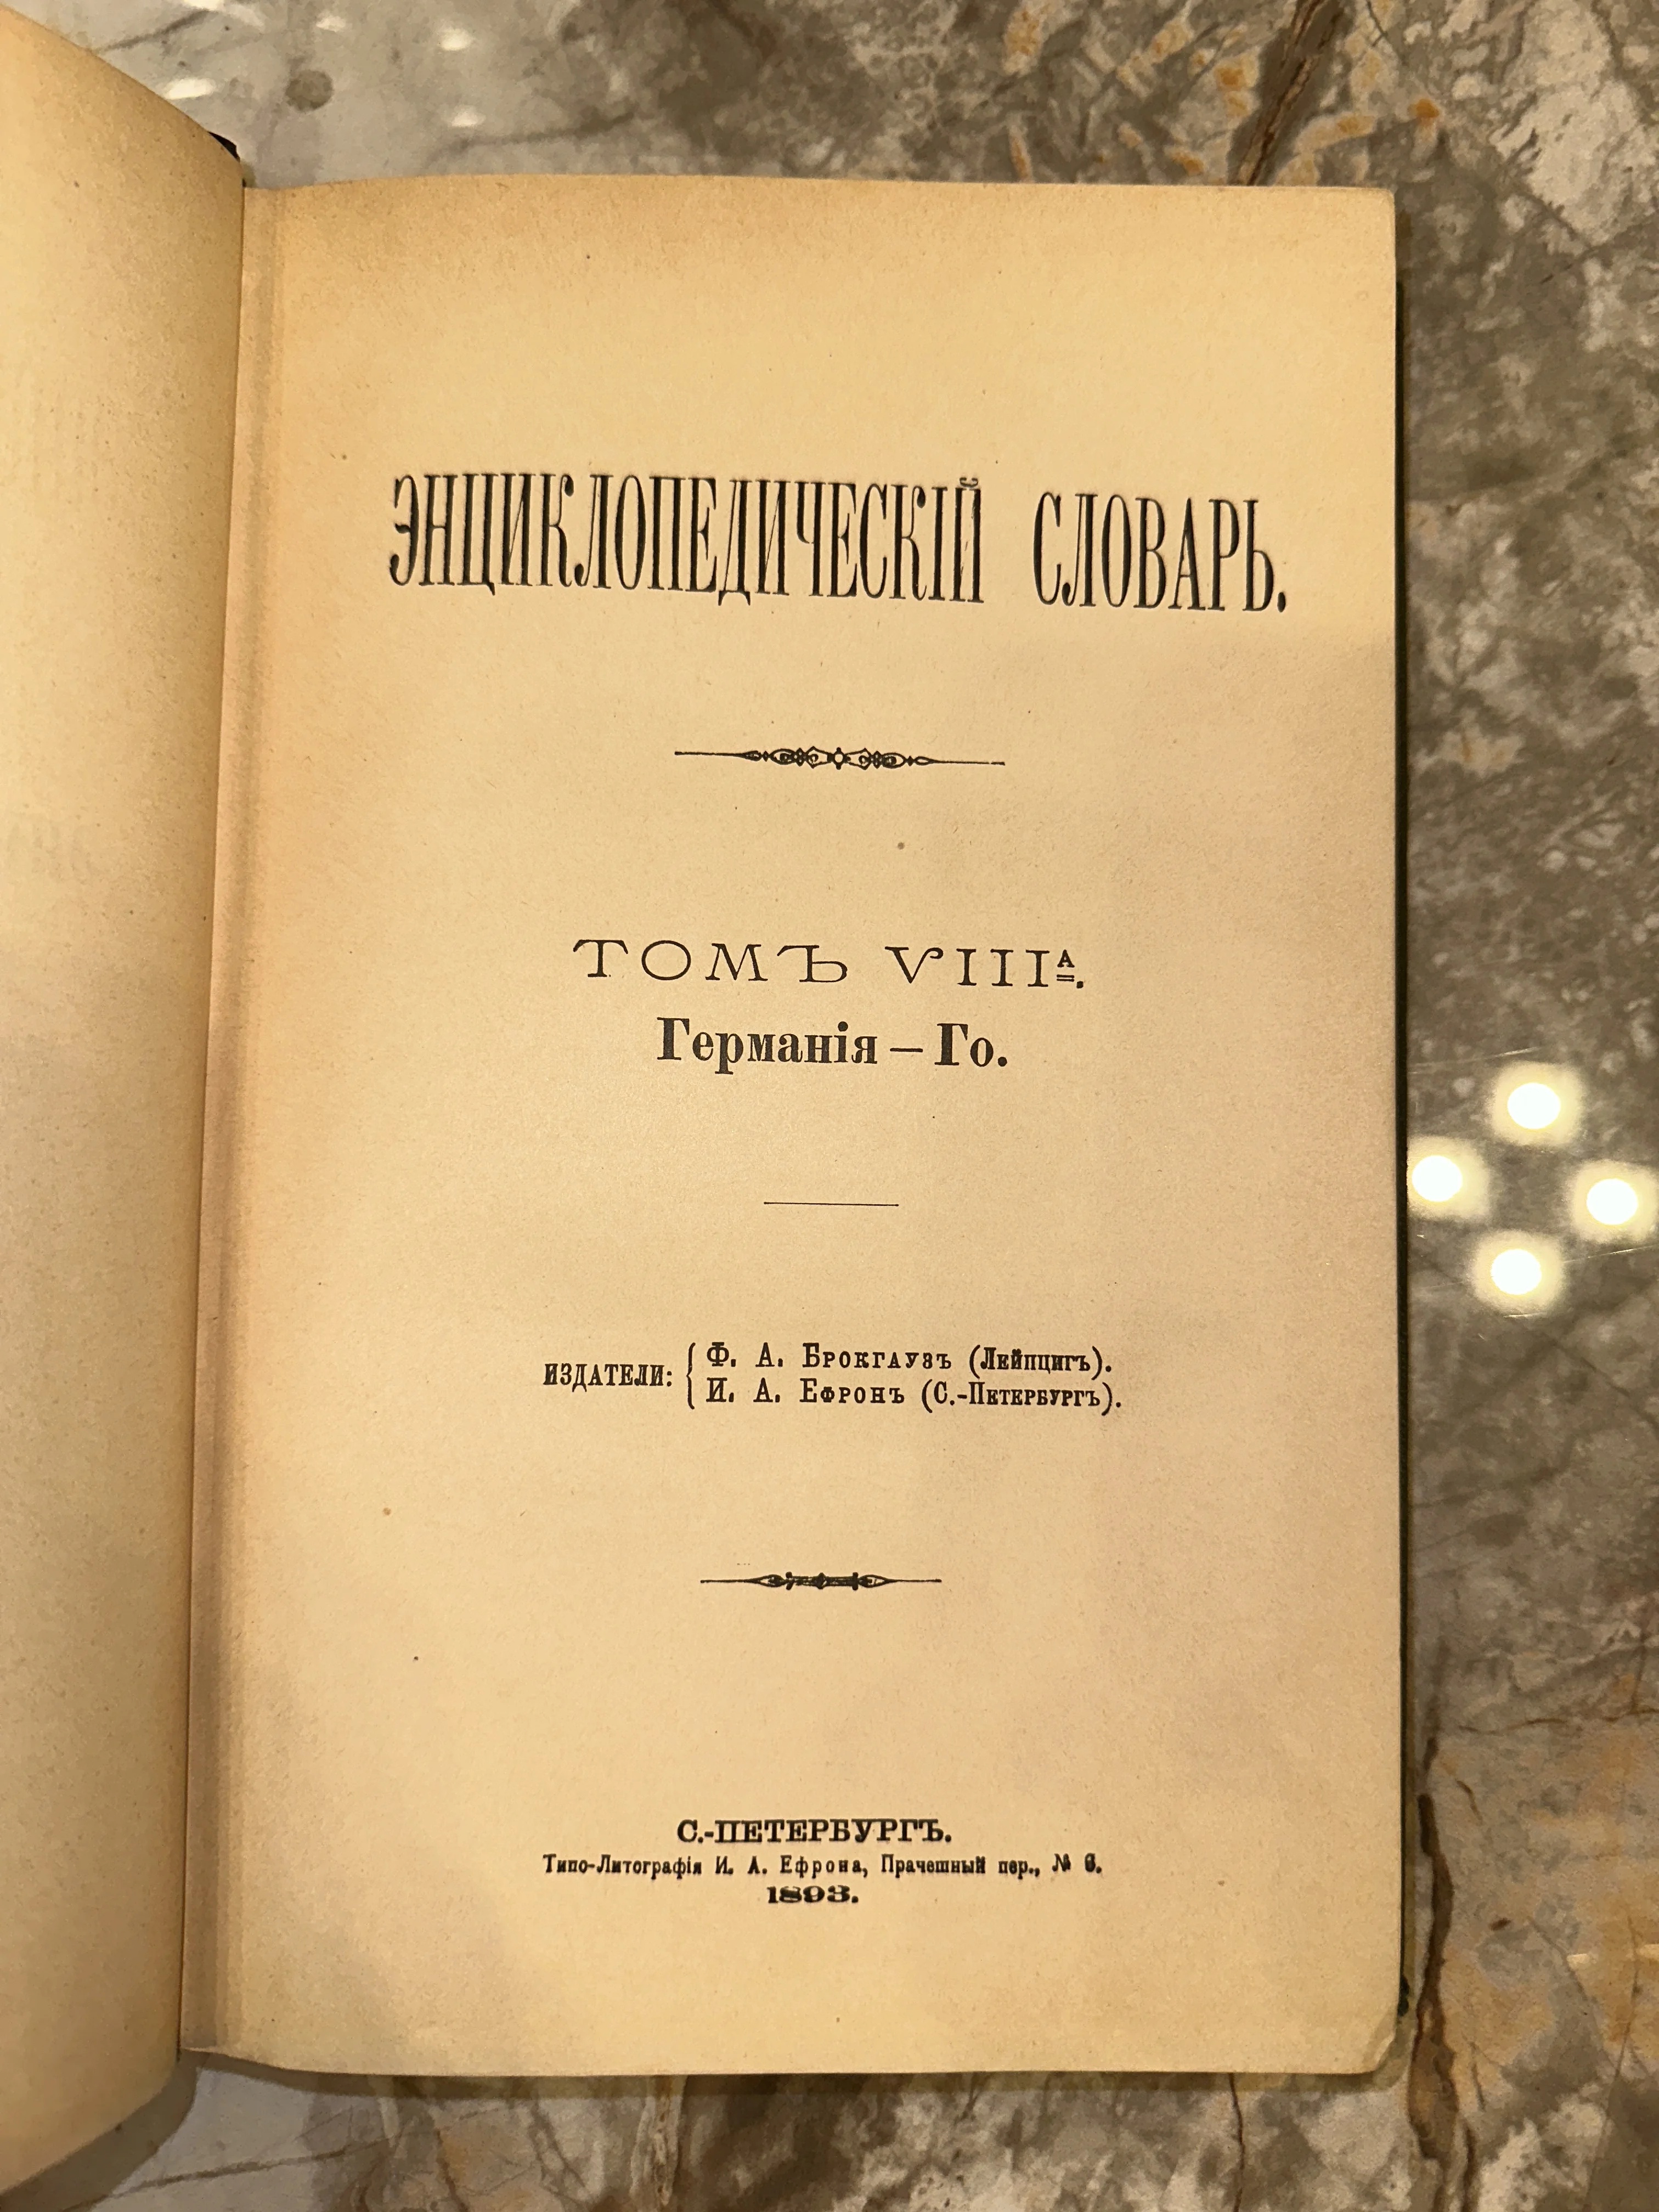 ЭНЦИКЛОПЕДИЧЕСКІЙ СЛОВАРЬ.
ТОМЪ VIIIА.
Германія — Го.
ИЗДАТЕЛИ: { Ф. А. БРОКГАУЗЪ (ЛЕЙПЦИГЪ).
И. А. ЕФРОНЪ (С.-ПЕТЕРБУРГЪ).
С.-ПЕТЕРБУРГЪ.
Типо-Литографія И. А. Ефрона, Прачешный пер., № 6.
1893.